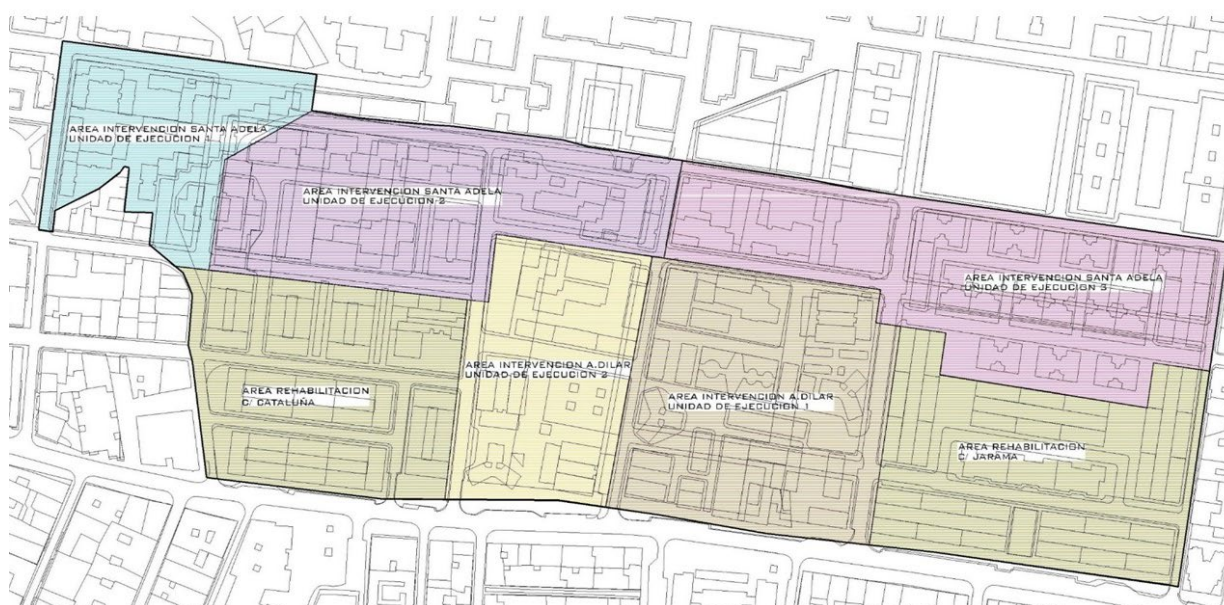 AREA INTERVENCION SANTA ADELA
UNIDAD DE EJECUCION 1
AREA INTERVENCION SANTA ADELA
UNIDAD DE EJECUCION 2
AREA INTERVENCION SANTA ADELA
UNIDAD DE EJECUCION 3
AREA INTERVENCION A.DILAR
UNIDAD DE EJECUCION 2
AREA REHABILITACION
C/ CATALUÑA
AREA INTERVENCION A.DILAR
UNIDAD DE EJECUCION 1
AREA REHABILITACION
C/ JARAMA